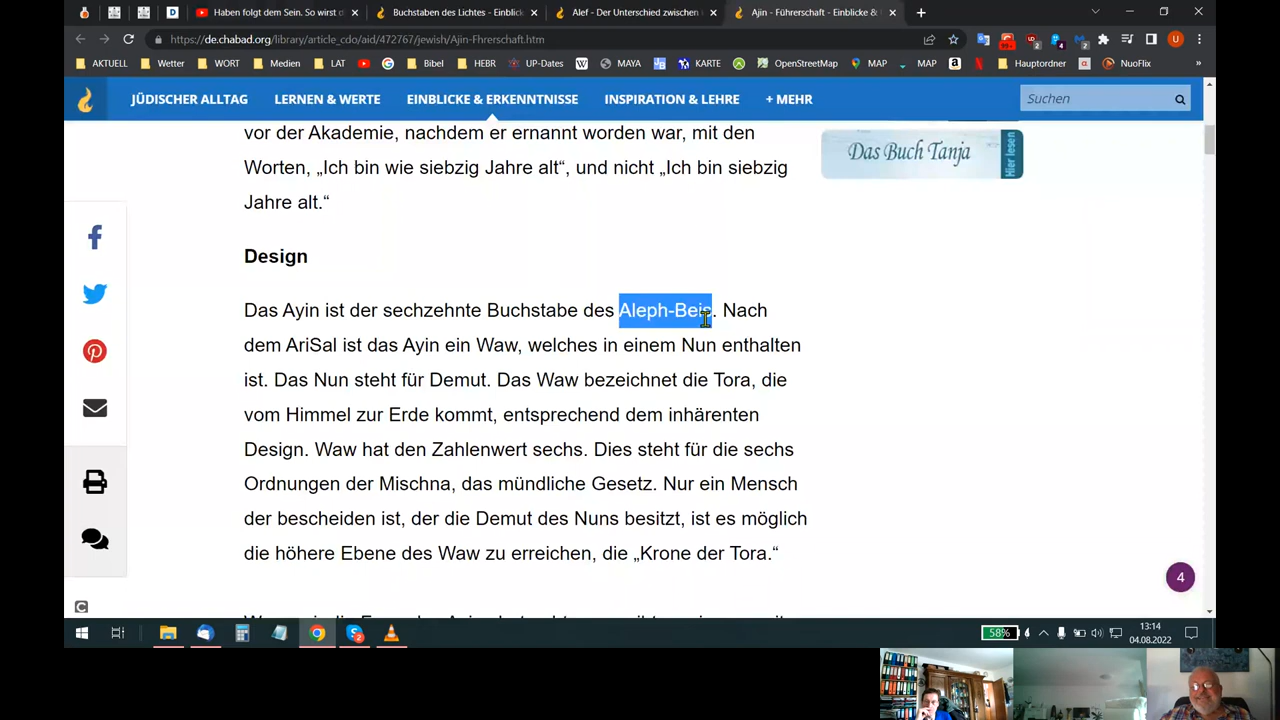 Haben folgt dem Sein. So wirst d
Buchstaben des Lichtes - Einblick
Alef - Der Unterschied zwischen
Ajin - Führerschaft - Einblicke &
https://de.chabad.org/library/article_cdo/aid/472767/jewish/Ajin-Fhrerschaft.htm
AKTUELL Wetter WORT Medien LAT Bibel HEBR UP-Dates MAYA KARTE OpenStreetMap MAP MAP Hauptordner NuoFlix »
JÜDISCHER ALLTAG LERNEN & WERTE EINBLICKE & ERKENNTNISSE INSPIRATION & LEHRE + MEHR Suchen
vor der Akademie, nachdem er ernannt worden war, mit den
Worten, „Ich bin wie siebzig Jahre alt“, und nicht „Ich bin siebzig
Jahre alt.“
Das Buch Tanja
Hier lesen
Design
Das Ayin ist der sechzehnte Buchstabe des Aleph-Beis. Nach
dem AriSal ist das Ayin ein Waw, welches in einem Nun enthalten
ist. Das Nun steht für Demut. Das Waw bezeichnet die Tora, die
vom Himmel zur Erde kommt, entsprechend dem inhärenten
Design. Waw hat den Zahlenwert sechs. Dies steht für die sechs
Ordnungen der Mischna, das mündliche Gesetz. Nur ein Mensch
der bescheiden ist, der die Demut des Nuns besitzt, ist es möglich
die höhere Ebene des Waw zu erreichen, die „Krone der Tora.“
4
58%
13:14
04.08.2022